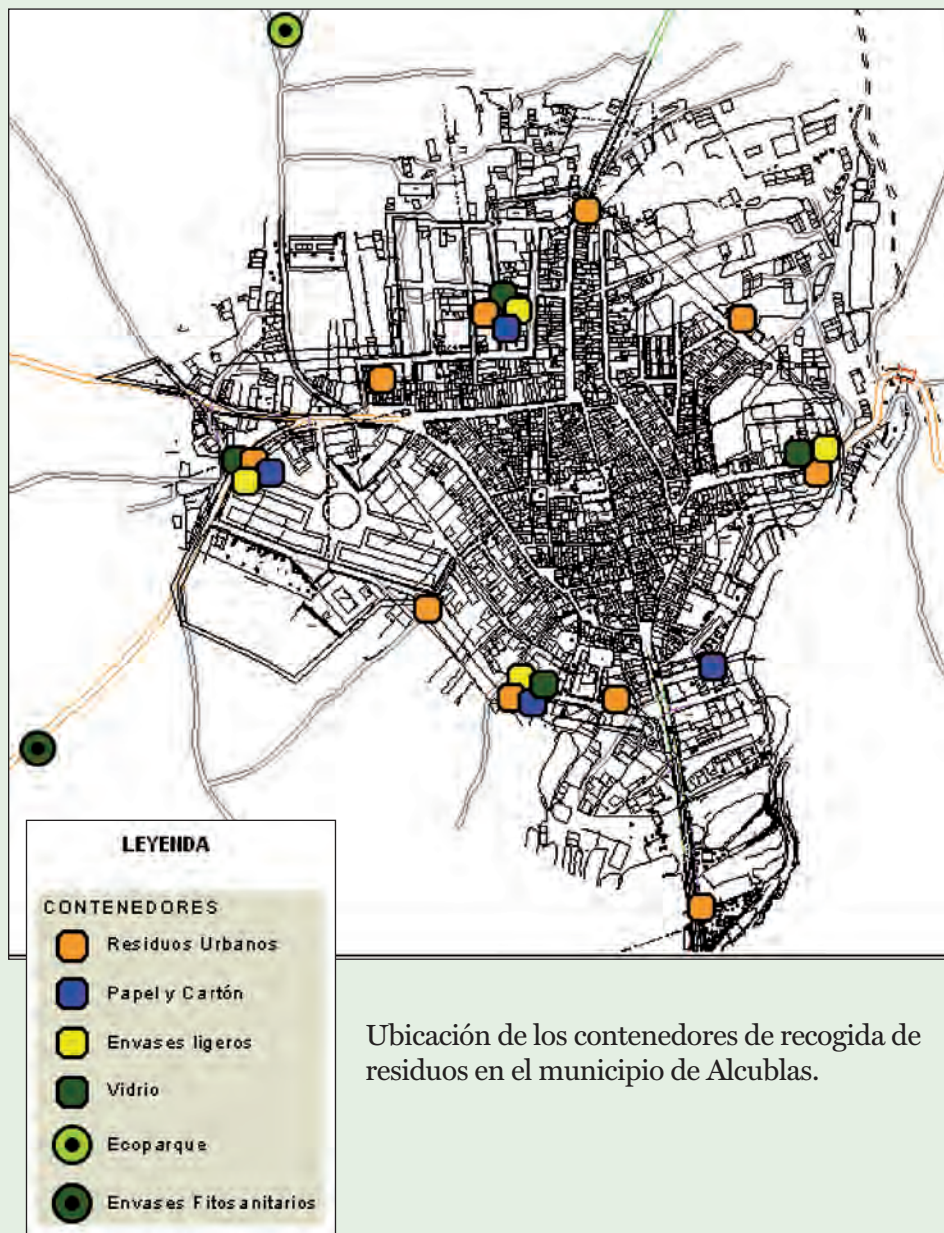 LEYENDA
CONTENEDORES
Residuos Urbanos
Papel y Cartón
Envases ligeros
Vidrio
Ecoparque
Envases Fitosanitarios
Ubicación de los contenedores de recogida de
residuos en el municipio de Alcublas.